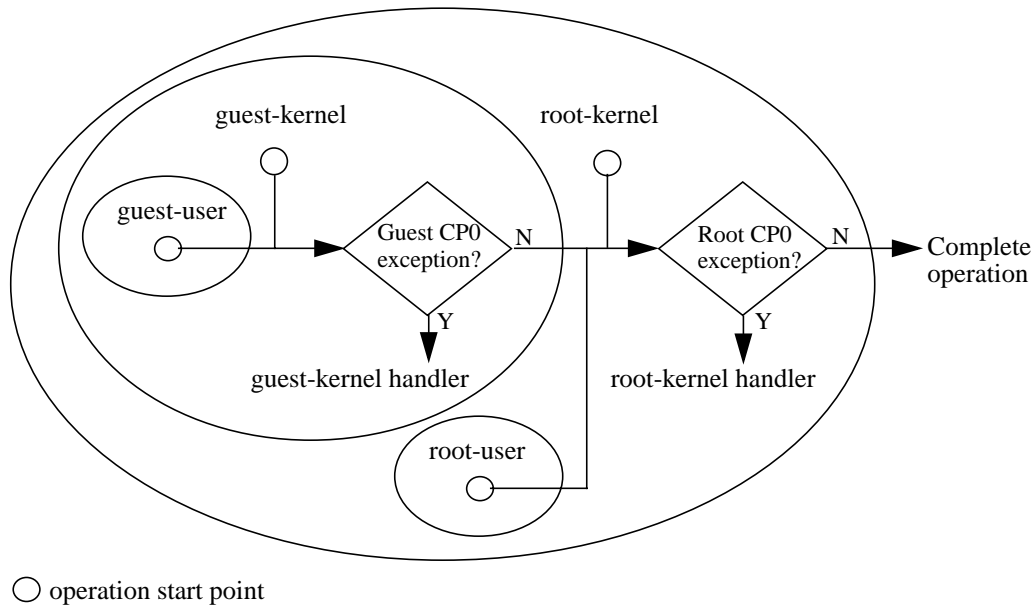 guest-kernel
root-kernel
guest-user
Guest CP0
exception?
N
Root CP0
exception?
N
Complete
operation
Y
Y
guest-kernel handler
root-kernel handler
root-user
operation start point